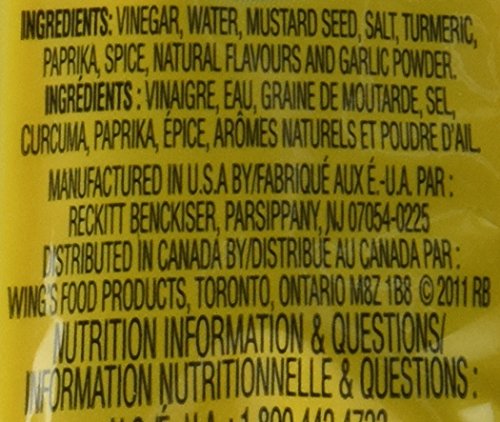 INGREDIENTS: VINEGAR, WATER, MUSTARD SEED, SALT, TURMERIC,
PAPRIKA, SPICE, NATURAL FLAVOURS AND GARLIC POWDER.
INGRÉDIENTS : VINAIGRE, EAU, GRAINE DE MOUTARDE, SEL,
CURCUMA, PAPRIKA, ÉPICE, ARÔMES NATURELS ET POUDRE D'AIL.
MANUFACTURED IN U.S.A BY/FABRIQUÉ AUX É.-U.A. PAR :
RECKITT BENCKISER, PARSIPPANY, NJ 07054-0225
DISTRIBUTED IN CANADA BY/DISTRIBUÉ AU CANADA PAR :
WING'S FOOD PRODUCTS, TORONTO, ONTARIO M8Z 1B8 © 2011 RB
NUTRITION INFORMATION & QUESTIONS/
INFORMATION NUTRITIONNELLE & QUESTIONS :